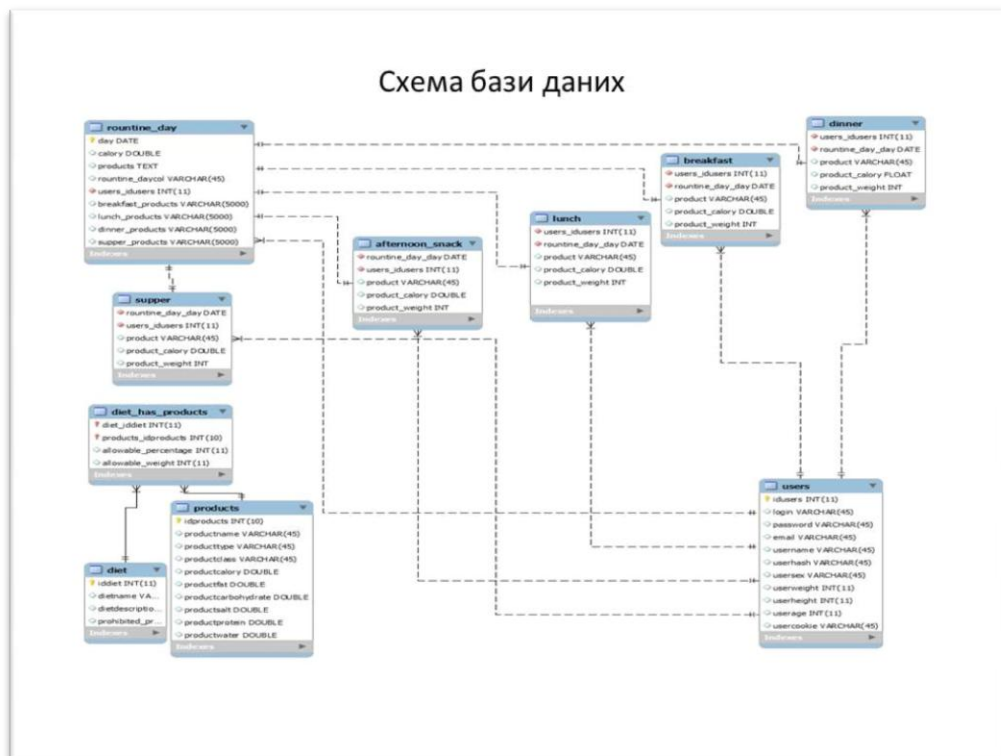 Схема бази даних
rountine_day
day DATE
calory DOUBLE
products TEXT
rountine_daycol VARCHAR(45)
users_idusers INT(11)
breakfast_products VARCHAR(5000)
lunch_products VARCHAR(5000)
dinner_products VARCHAR(5000)
supper_products VARCHAR(5000)
Indexes
dinner
users_idusers INT(11)
rountine_day_day DATE
product VARCHAR(45)
product_calory FLOAT
product_weight INT
Indexes
breakfast
users_idusers INT(11)
rountine_day_day DATE
product VARCHAR(45)
product_calory DOUBLE
product_weight INT
Indexes
lunch
users_idusers INT(11)
rountine_day_day DATE
product VARCHAR(45)
product_calory DOUBLE
product_weight INT
Indexes
afternoon_snack
rountine_day_day DATE
users_idusers INT(11)
product VARCHAR(45)
product_calory DOUBLE
product_weight INT
Indexes
supper
rountine_day_day DATE
users_idusers INT(11)
product VARCHAR(45)
product_calory DOUBLE
product_weight INT
Indexes
diet_has_products
diet_iddiet INT(11)
products_idproducts INT(10)
allowable_percentage INT(11)
allowable_weight INT(11)
Indexes
products
idproducts INT(10)
productname VARCHAR(45)
producttype VARCHAR(45)
productclass VARCHAR(45)
productcalory DOUBLE
productfat DOUBLE
productcarbohydrate DOUBLE
productsalt DOUBLE
productprotein DOUBLE
productwater DOUBLE
Indexes
diet
iddiet INT(11)
dietname VA...
dietdescriptio...
prohibited_pr...
Indexes
users
idusers INT(11)
login VARCHAR(45)
password VARCHAR(45)
email VARCHAR(45)
username VARCHAR(45)
userhash VARCHAR(45)
usersex VARCHAR(45)
userweight INT(11)
userheight INT(11)
userage INT(11)
usercookie VARCHAR(45)
Indexes